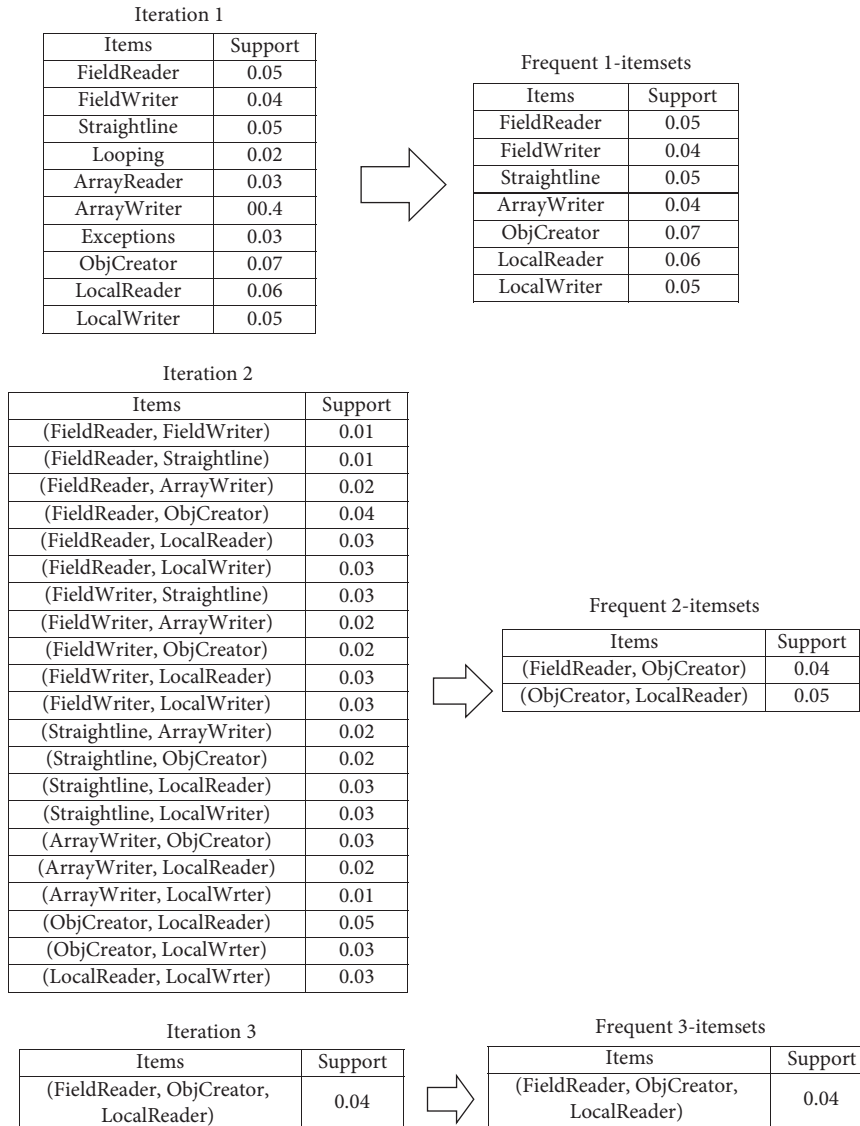 Iteration 1
Items Support
FieldReader 0.05
FieldWriter 0.04
Straightline 0.05
Looping 0.02
ArrayReader 0.03
ArrayWriter 00.4
Exceptions 0.03
ObjCreator 0.07
LocalReader 0.06
LocalWriter 0.05
Frequent 1-itemsets
Items Support
FieldReader 0.05
FieldWriter 0.04
Straightline 0.05
ArrayWriter 0.04
ObjCreator 0.07
LocalReader 0.06
LocalWriter 0.05
Iteration 2
Items Support
(FieldReader, FieldWriter) 0.01
(FieldReader, Straightline) 0.01
(FieldReader, ArrayWriter) 0.02
(FieldReader, ObjCreator) 0.04
(FieldReader, LocalReader) 0.03
(FieldReader, LocalWriter) 0.03
(FieldWriter, Straightline) 0.03
(FieldWriter, ArrayWriter) 0.02
(FieldWriter, ObjCreator) 0.02
(FieldWriter, LocalReader) 0.03
(FieldWriter, LocalWriter) 0.03
(Straightline, ArrayWriter) 0.02
(Straightline, ObjCreator) 0.02
(Straightline, LocalReader) 0.03
(Straightline, LocalWriter) 0.03
(ArrayWriter, ObjCreator) 0.03
(ArrayWriter, LocalReader) 0.02
(ArrayWriter, LocalWrter) 0.01
(ObjCreator, LocalReader) 0.05
(ObjCreator, LocalWrter) 0.03
(LocalReader, LocalWrter) 0.03
Frequent 2-itemsets
Items Support
(FieldReader, ObjCreator) 0.04
(ObjCreator, LocalReader) 0.05
Iteration 3
Items Support
(FieldReader, ObjCreator,
LocalReader) 0.04
Frequent 3-itemsets
Items Support
(FieldReader, ObjCreator,
LocalReader) 0.04